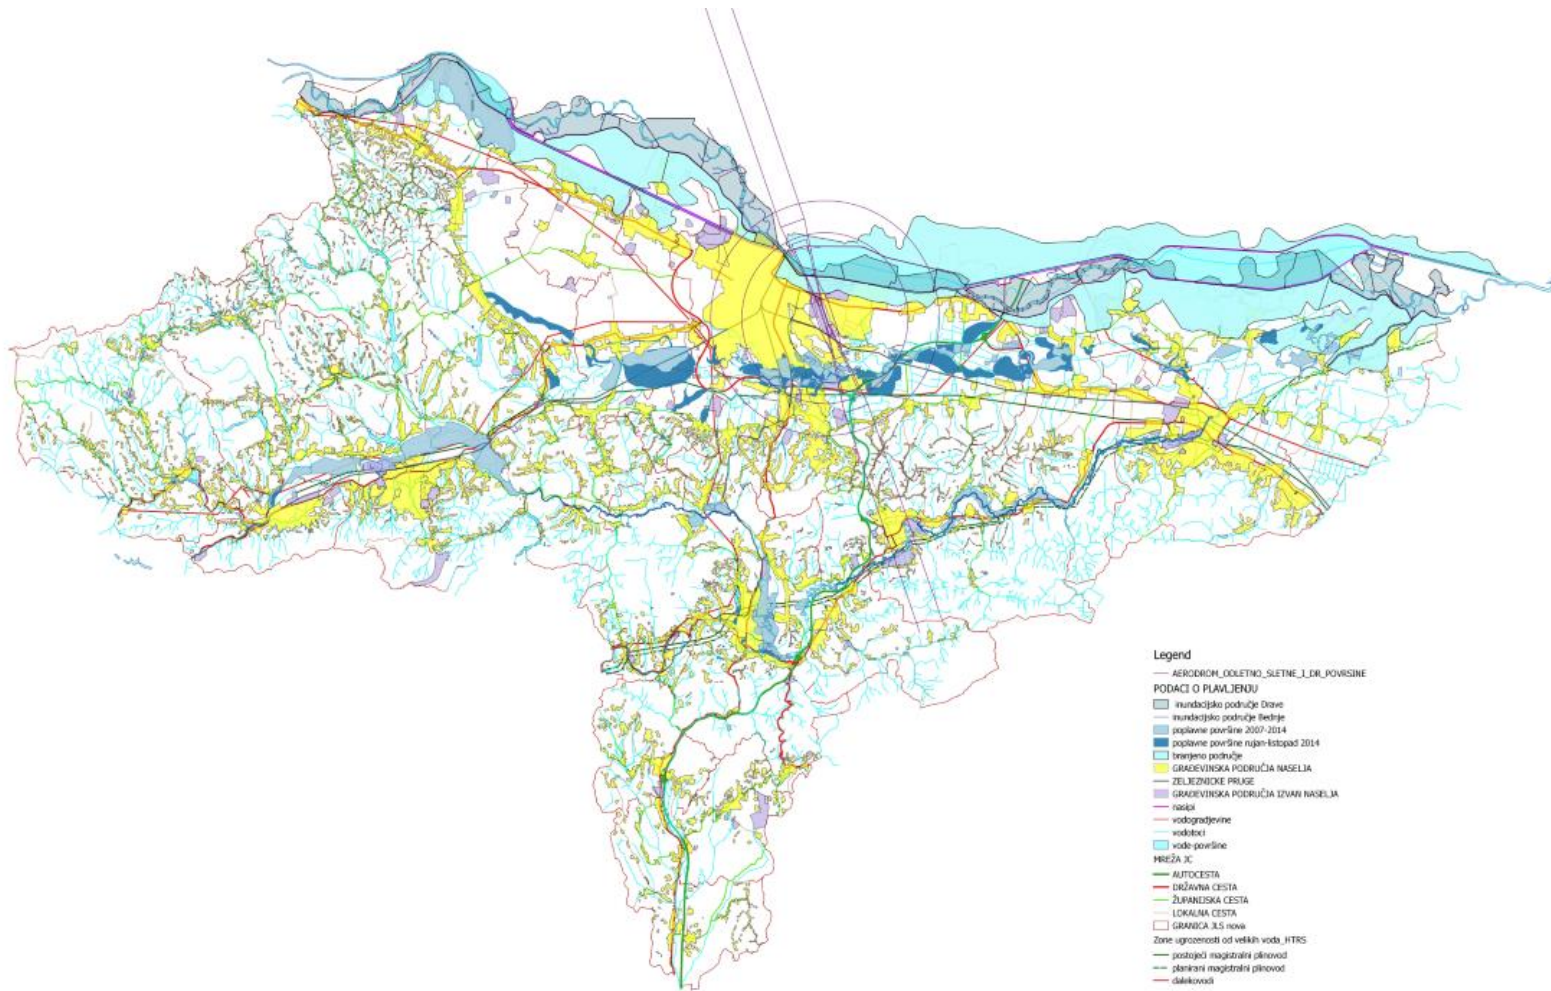 Legend
AERODROM_ODLETNO_SLETNE_I_DR_POVRSINE
PODACI O PLAVLJENJU
inundacijsko područje Drave
inundacijsko područje Bednje
poplavne površine 2007-2014
poplavne površine rujan-listopad 2014
branjeno područje
GRAĐEVINSKA PODRUČJA NASELJA
ZELJEZNICKE PRUGE
GRAĐEVINSKA PODRUČJA IZVAN NASELJA
nasipi
vodogradjevine
vodotoci
vode-površine
MREŽA JC
AUTOCESTA
DRŽAVNA CESTA
ŽUPANIJSKA CESTA
LOKALNA CESTA
GRANICA JLS nova
Zone ugrozenosti od velikih voda_HTRS
postojeći magistralni plinovod
planirani magistralni plinovod
dalekovodi